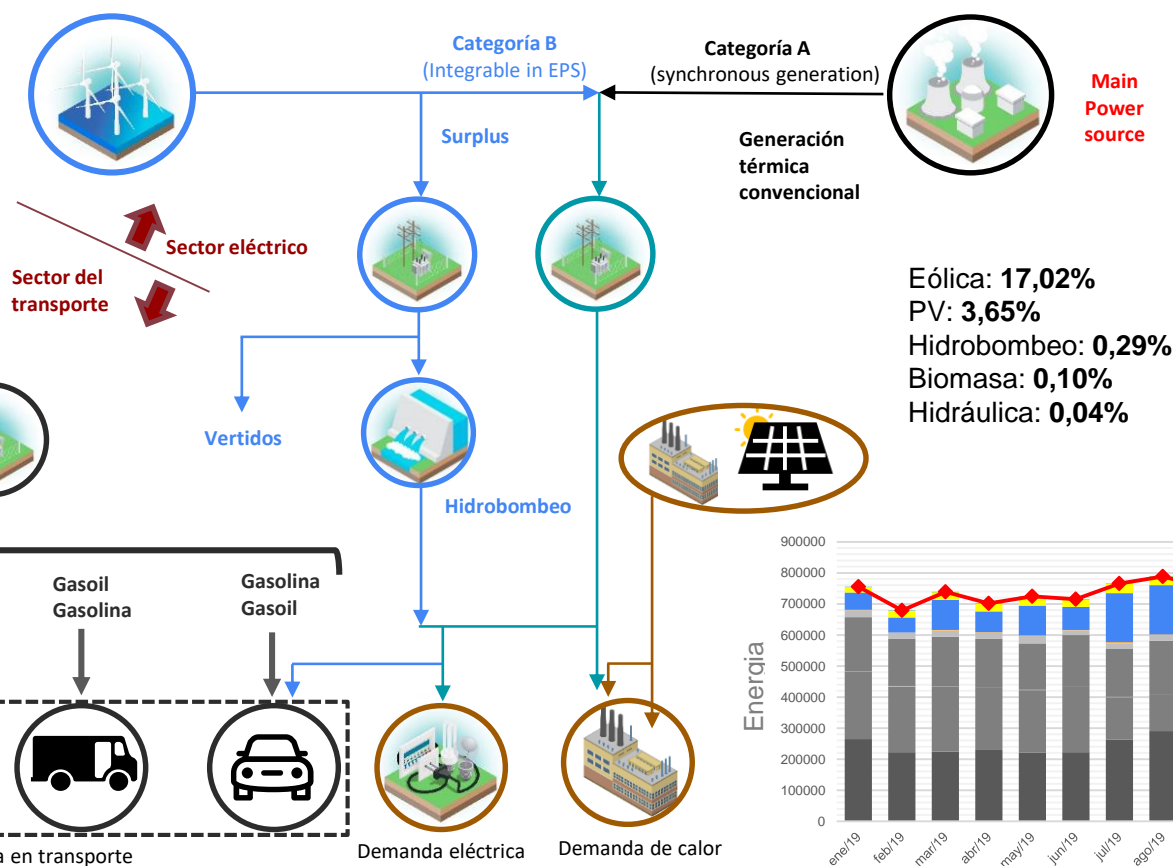 Categoría B
(Integrable in EPS)
Categoría A
(synchronous generation)
Main
Power
source
Surplus
Generación
térmica
convencional
Sector eléctrico
Sector del
transporte
Eólica: 17,02%
PV: 3,65%
Hidrobombeo: 0,29%
Biomasa: 0,10%
Hidráulica: 0,04%
Vertidos
Hidrobombeo
Gasoil
Gasolina
Gasolina
Gasoil
a en transporte
Demanda eléctrica
Demanda de calor
Energia
900000
800000
700000
600000
500000
400000
300000
200000
100000
0
ene/19
feb/19
mar/19
abr/19
may/19
jun/19
jul/19
ago/19